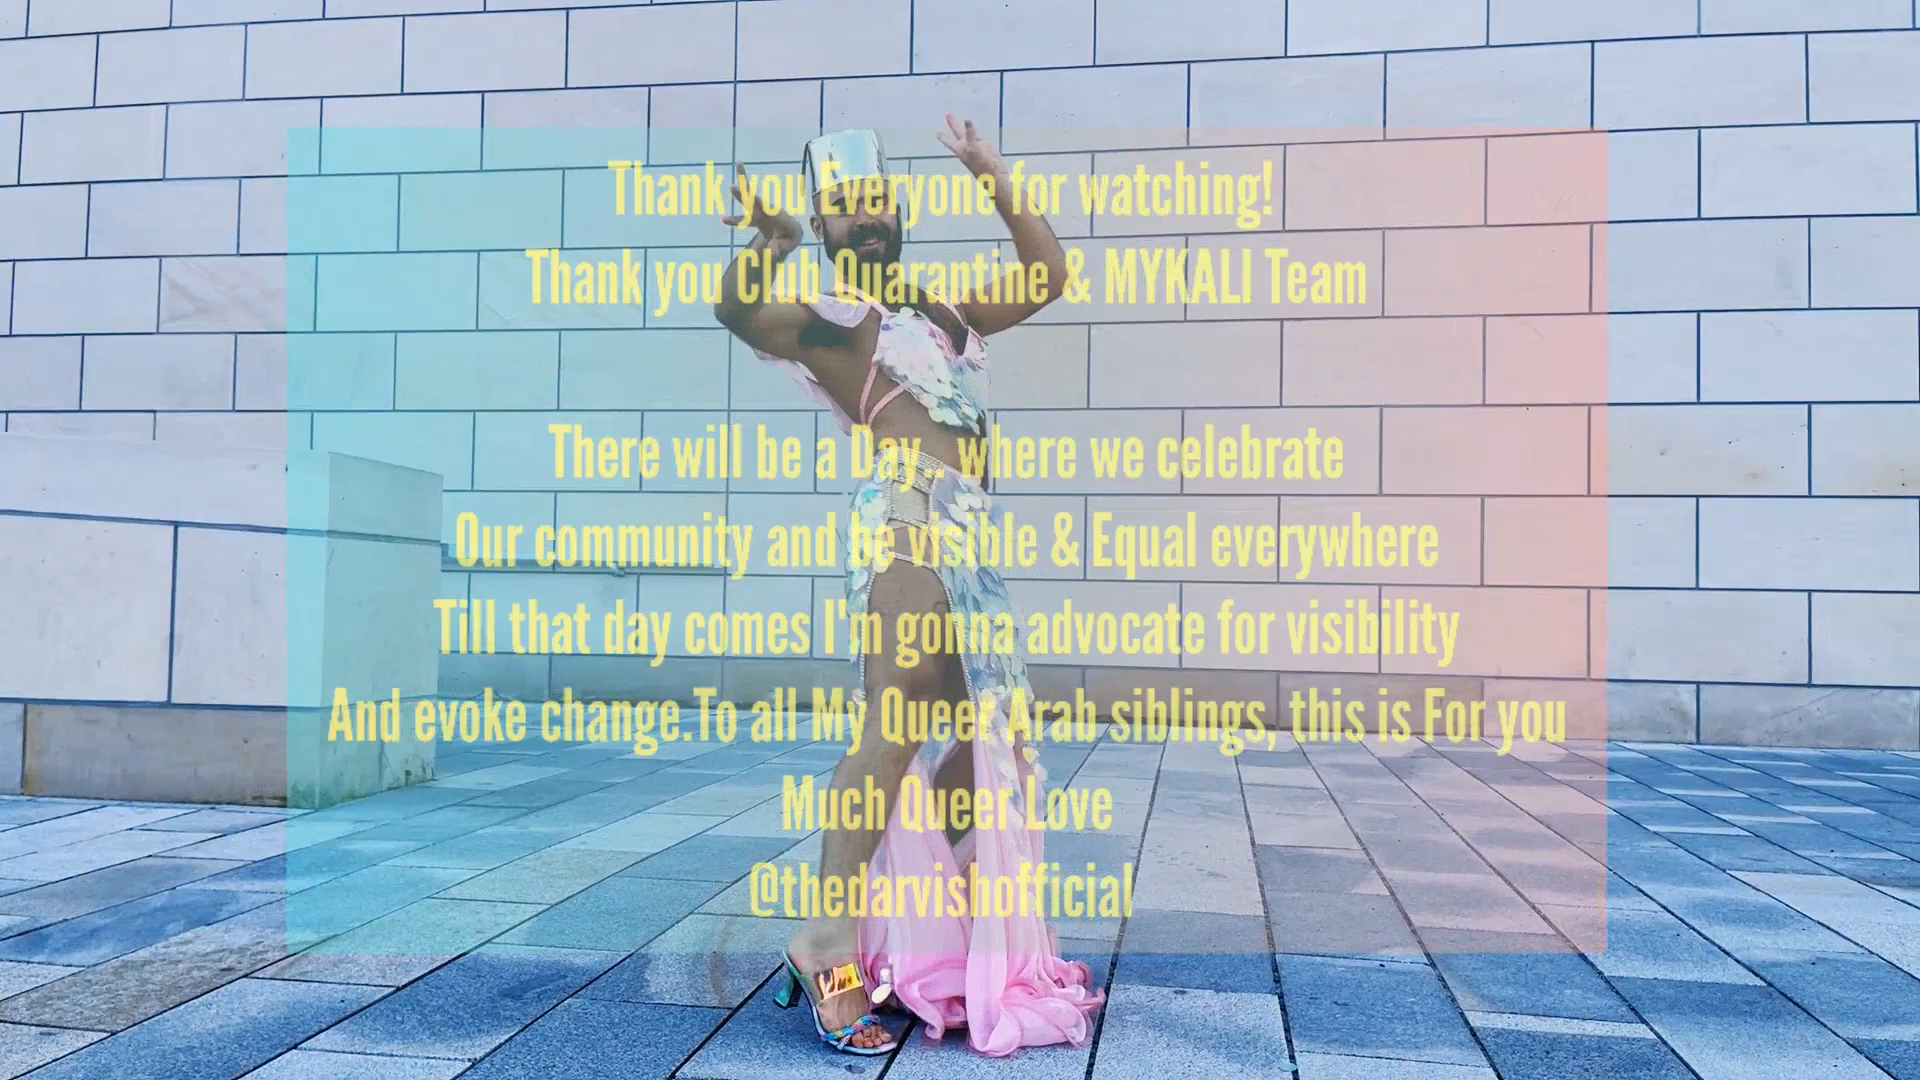 Thank you Everyone for watching!
Thank you Club Quarantine & MYKALI Team
There will be a Day.. where we celebrate
Our community and be visible & Equal everywhere
Till that day comes I'm gonna advocate for visibility
And evoke change.To all My Queer Arab siblings, this is For you
Much Queer Love
@thedarvishofficial